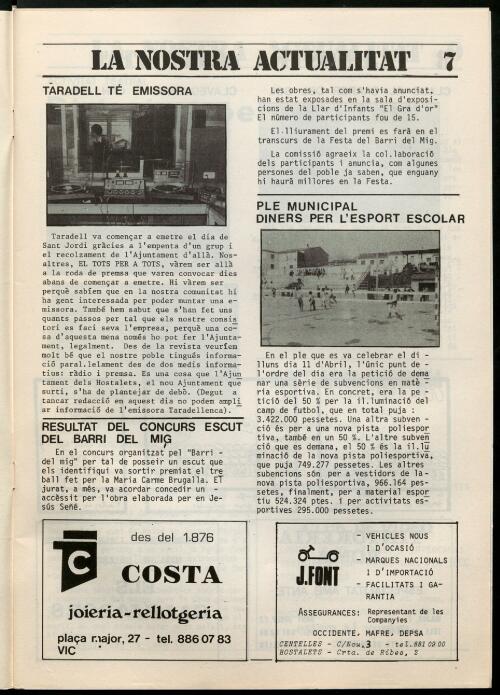 LA NOSTRA ACTUALITAT 7
TARADELL TÉ EMISSORA
Taradell va començar a emetre el dia de
Sant Jordi gràcies a l'empenta d'un grup i
el recolzament de l'Ajuntament d'allà. Nos-
altres, EL TOTS PER A TOTS, vàrem ser allà
a la roda de premsa que varen convocar dies
abans de començar a emetre. Hi vàrem ser
perquè sabíem que en la nostra comunitat hi
ha gent interessada per poder muntar una e-
missora. També hem sabut que s'han fet uns
quants passos per tal que els nostre consis
tori es faci seva l'empresa, perquè una co-
sa d'aquesta mena només ho pot fer l'Ajunta-
ment, legalment. Des de la revista veuríem
molt bé que el nostre poble tingués informa-
ció paral.lelament des de dos medis informa-
tius: ràdio i premsa. Es una cosa que l'Ajun
tament dels Hostalets, el nou Ajuntament que
surti, s'ha de plantejar de debò. (Degut a
tancar redacció em aquest dia no podem ampli
ar informació de l'emissora Taradellenca).
RESULTAT DEL CONCURS ESCUT
DEL BARRI DEL MIG
En el concurs organitzat pel "Barri -
del mig" per tal de posseir un escut que
els identifiqui va sortir premiat el tre
ball fet per la Maria Carme Brugalla. ET
jurat, a més, va acordar concedir un -
accèssit per l'obra elaborada per en Je-
sús Señé.
Les obres, tal com s'havia anunciat,
han estat exposades en la sala d'exposi-
cions de la Llar d'Infants "El Gra d'or"
El número de participants fou de 15.
El.lliurament del premi es farà en el
transcurs de la Festa del Barri del Mig.
La comissió agraeix la col.laboració
dels participants i anuncia, com algunes
persones del poble ja saben, que enguany
hi haurà millores en la Festa.
PLE MUNICIPAL
DINERS PER L'ESPORT ESCOLAR
En el ple que es va celebrar el di -
lluns dia 11 d'Abril, l'únic punt de-
l'ordre del dia era la petició de dema
nar una sèrie de subvencions en matè -
ria esportiva. En concret, era la pe -
tició del 50 % per la il.luminació del
camp de futbol, que en total puja :
3.422.000 pessetes. Una altra subven -
ció és per a una nova pista poliespor
tiva, també en un 50 %. L'altre subven
ció que es demana, el 50 % és la il.lu
minació de la nova pista poliesportiva,
que puja 749.277 pessetes. Les altres
subencions són per a vestidors de la-
nova pista poliesportiva, 966.164 pes-
setes, finalment, per a material espor
tiu 524.324 ptes. i per activitats es-
portives 295.000 pessetes.
TC
des del 1.876
COSTA
joieria-rellotgeria
plaça major, 27 - tel. 886 07 83
VIC
J.FONT
- VEHICLES NOUS
I D'OCASIÓ
- MARQUES NACIONALS
I D'IMPORTACIÓ
- FACILITATS I GA-
RANTIA
ASSEGURANCES: Representant de les
Companyies
OCCIDENTE, MAFRE, DEPSA
CENTELLES - C/Nou,3 - tel.881 09 00
HOSTALETS - Crta. de Ribes, 2